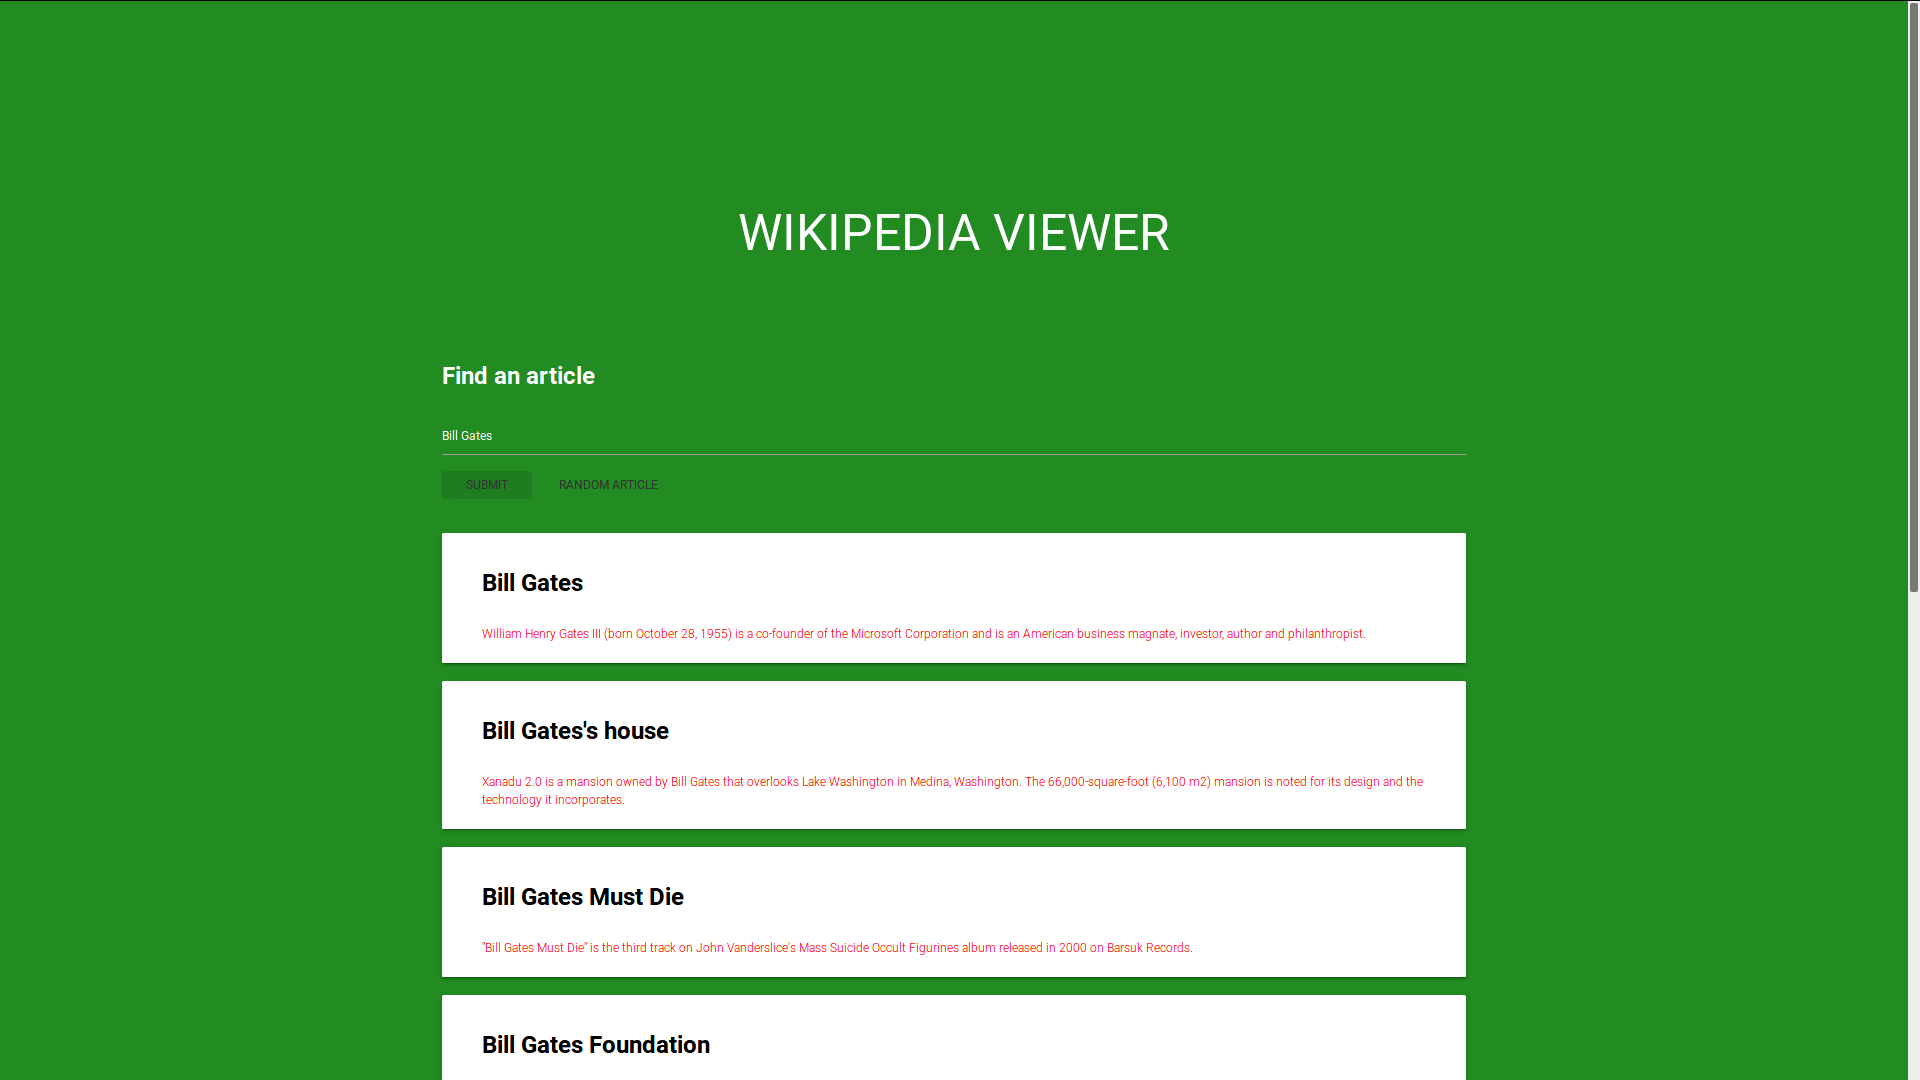 WIKIPEDIA VIEWER
Find an article
Bill Gates
SUBMIT RANDOM ARTICLE
Bill Gates
William Henry Gates III (born October 28, 1955) is a co-founder of the Microsoft Corporation and is an American business magnate, investor, author and philanthropist.
Bill Gates's house
Xanadu 2.0 is a mansion owned by Bill Gates that overlooks Lake Washington in Medina, Washington. The 66,000-square-foot (6,100 m2) mansion is noted for its design and the
technology it incorporates.
Bill Gates Must Die
"Bill Gates Must Die" is the third track on John Vanderslice's Mass Suicide Occult Figurines album released in 2000 on Barsuk Records.
Bill Gates Foundation